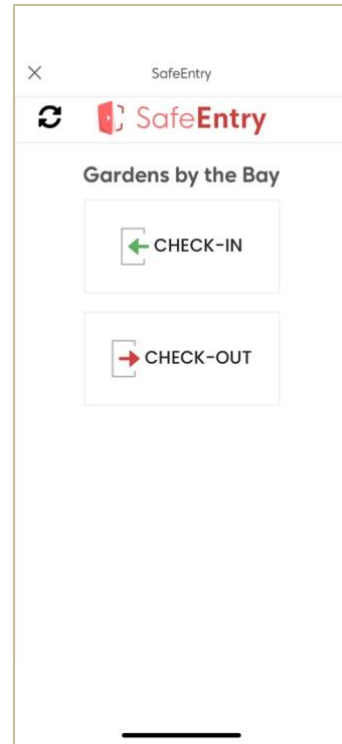 SafeEntry
SafeEntry
Gardens by the Bay
CHECK-IN
CHECK-OUT